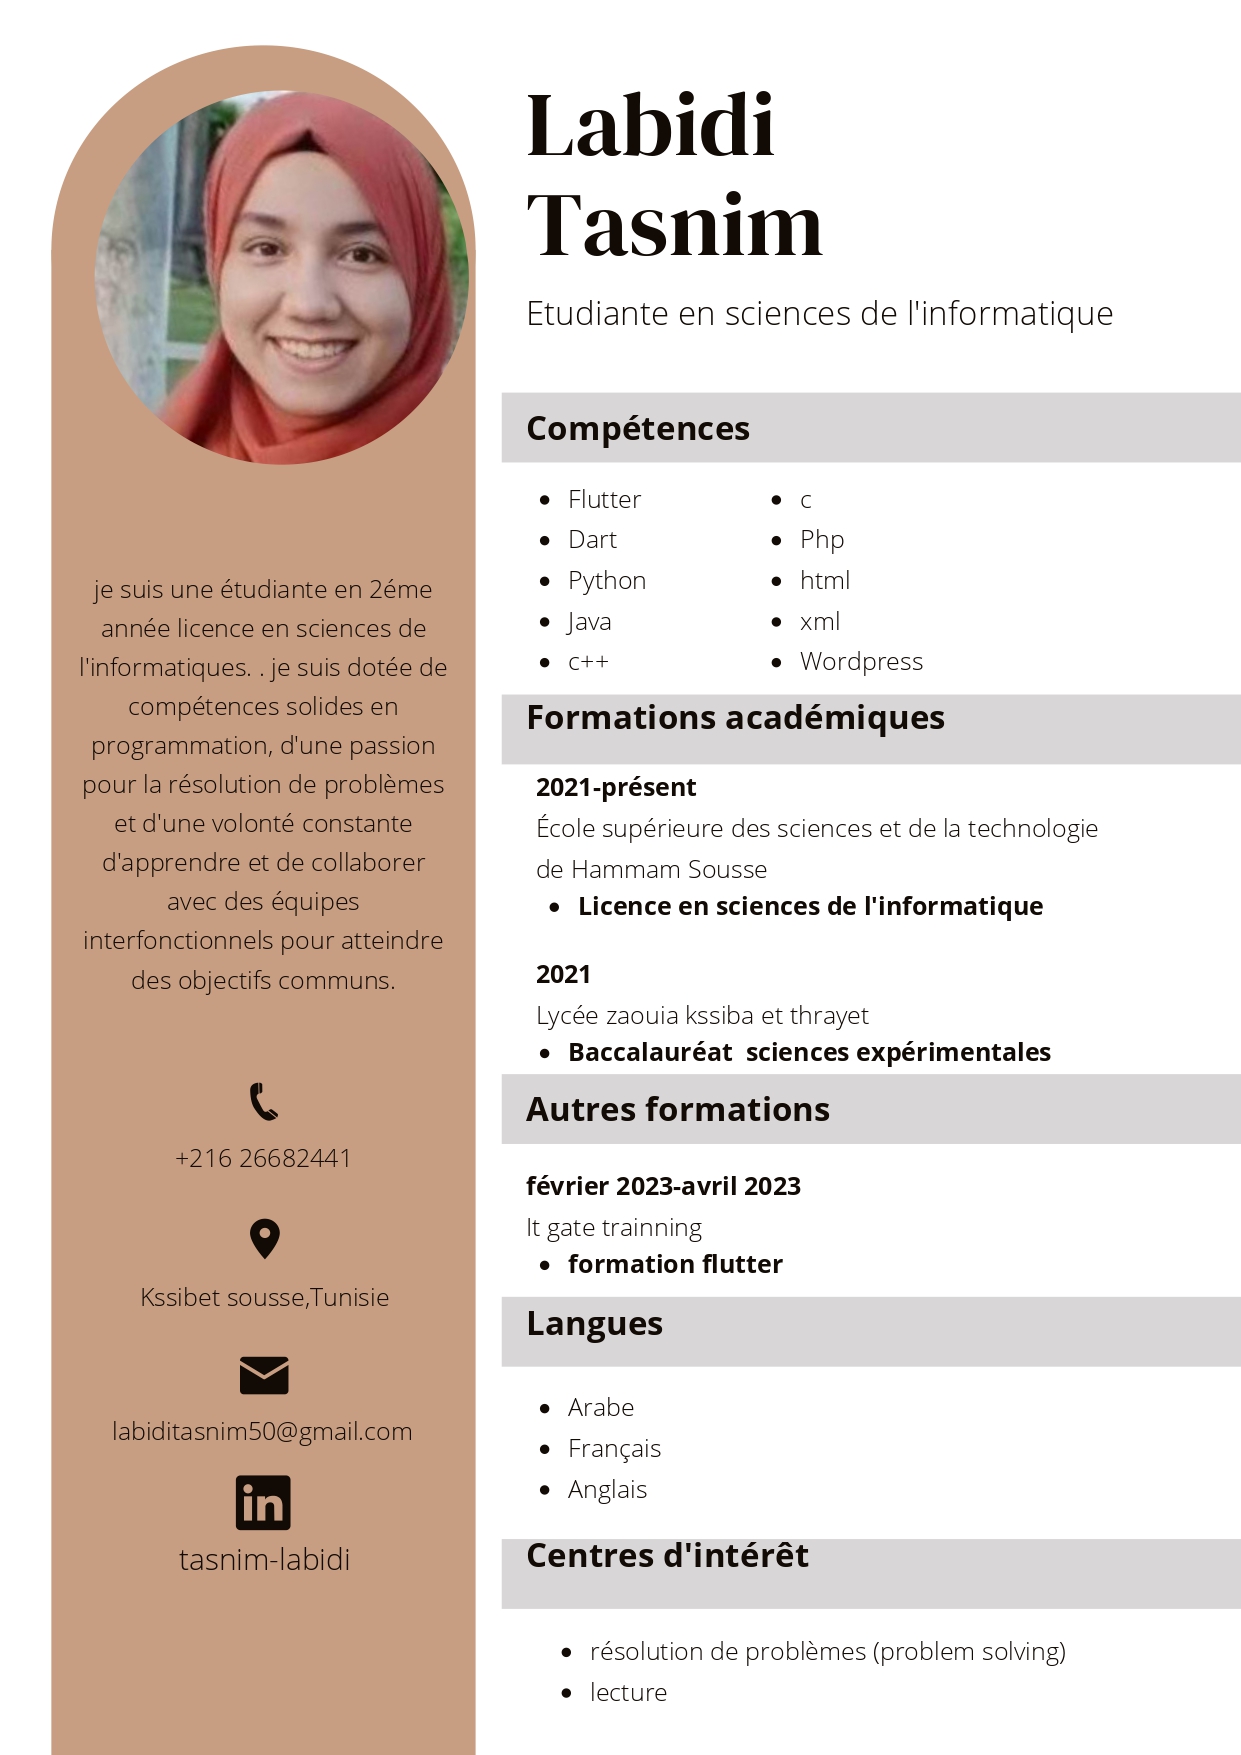 Labidi
Tasnim
Etudiante en sciences de l'informatique
je suis une étudiante en 2éme
année licence en sciences de
l'informatiques. . je suis dotée de
compétences solides en
programmation, d'une passion
pour la résolution de problèmes
et d'une volonté constante
d'apprendre et de collaborer
avec des équipes
interfonctionnels pour atteindre
des objectifs communs.
+216 26682441
Kssibet sousse,Tunisie
labiditasnim50@gmail.com
in
tasnim-labidi
Compétences
Flutter
Dart
Python
Java
c++
c
Php
html
xml
Wordpress
Formations académiques
2021-présent
École supérieure des sciences et de la technologie
de Hammam Sousse
Licence en sciences de l'informatique
2021
Lycée zaouia kssiba et thrayet
Baccalauréat  sciences expérimentales
Autres formations
février 2023-avril 2023
It gate trainning
formation flutter
Langues
Arabe
Français
Anglais
Centres d'intérêt
résolution de problèmes (problem solving)
lecture